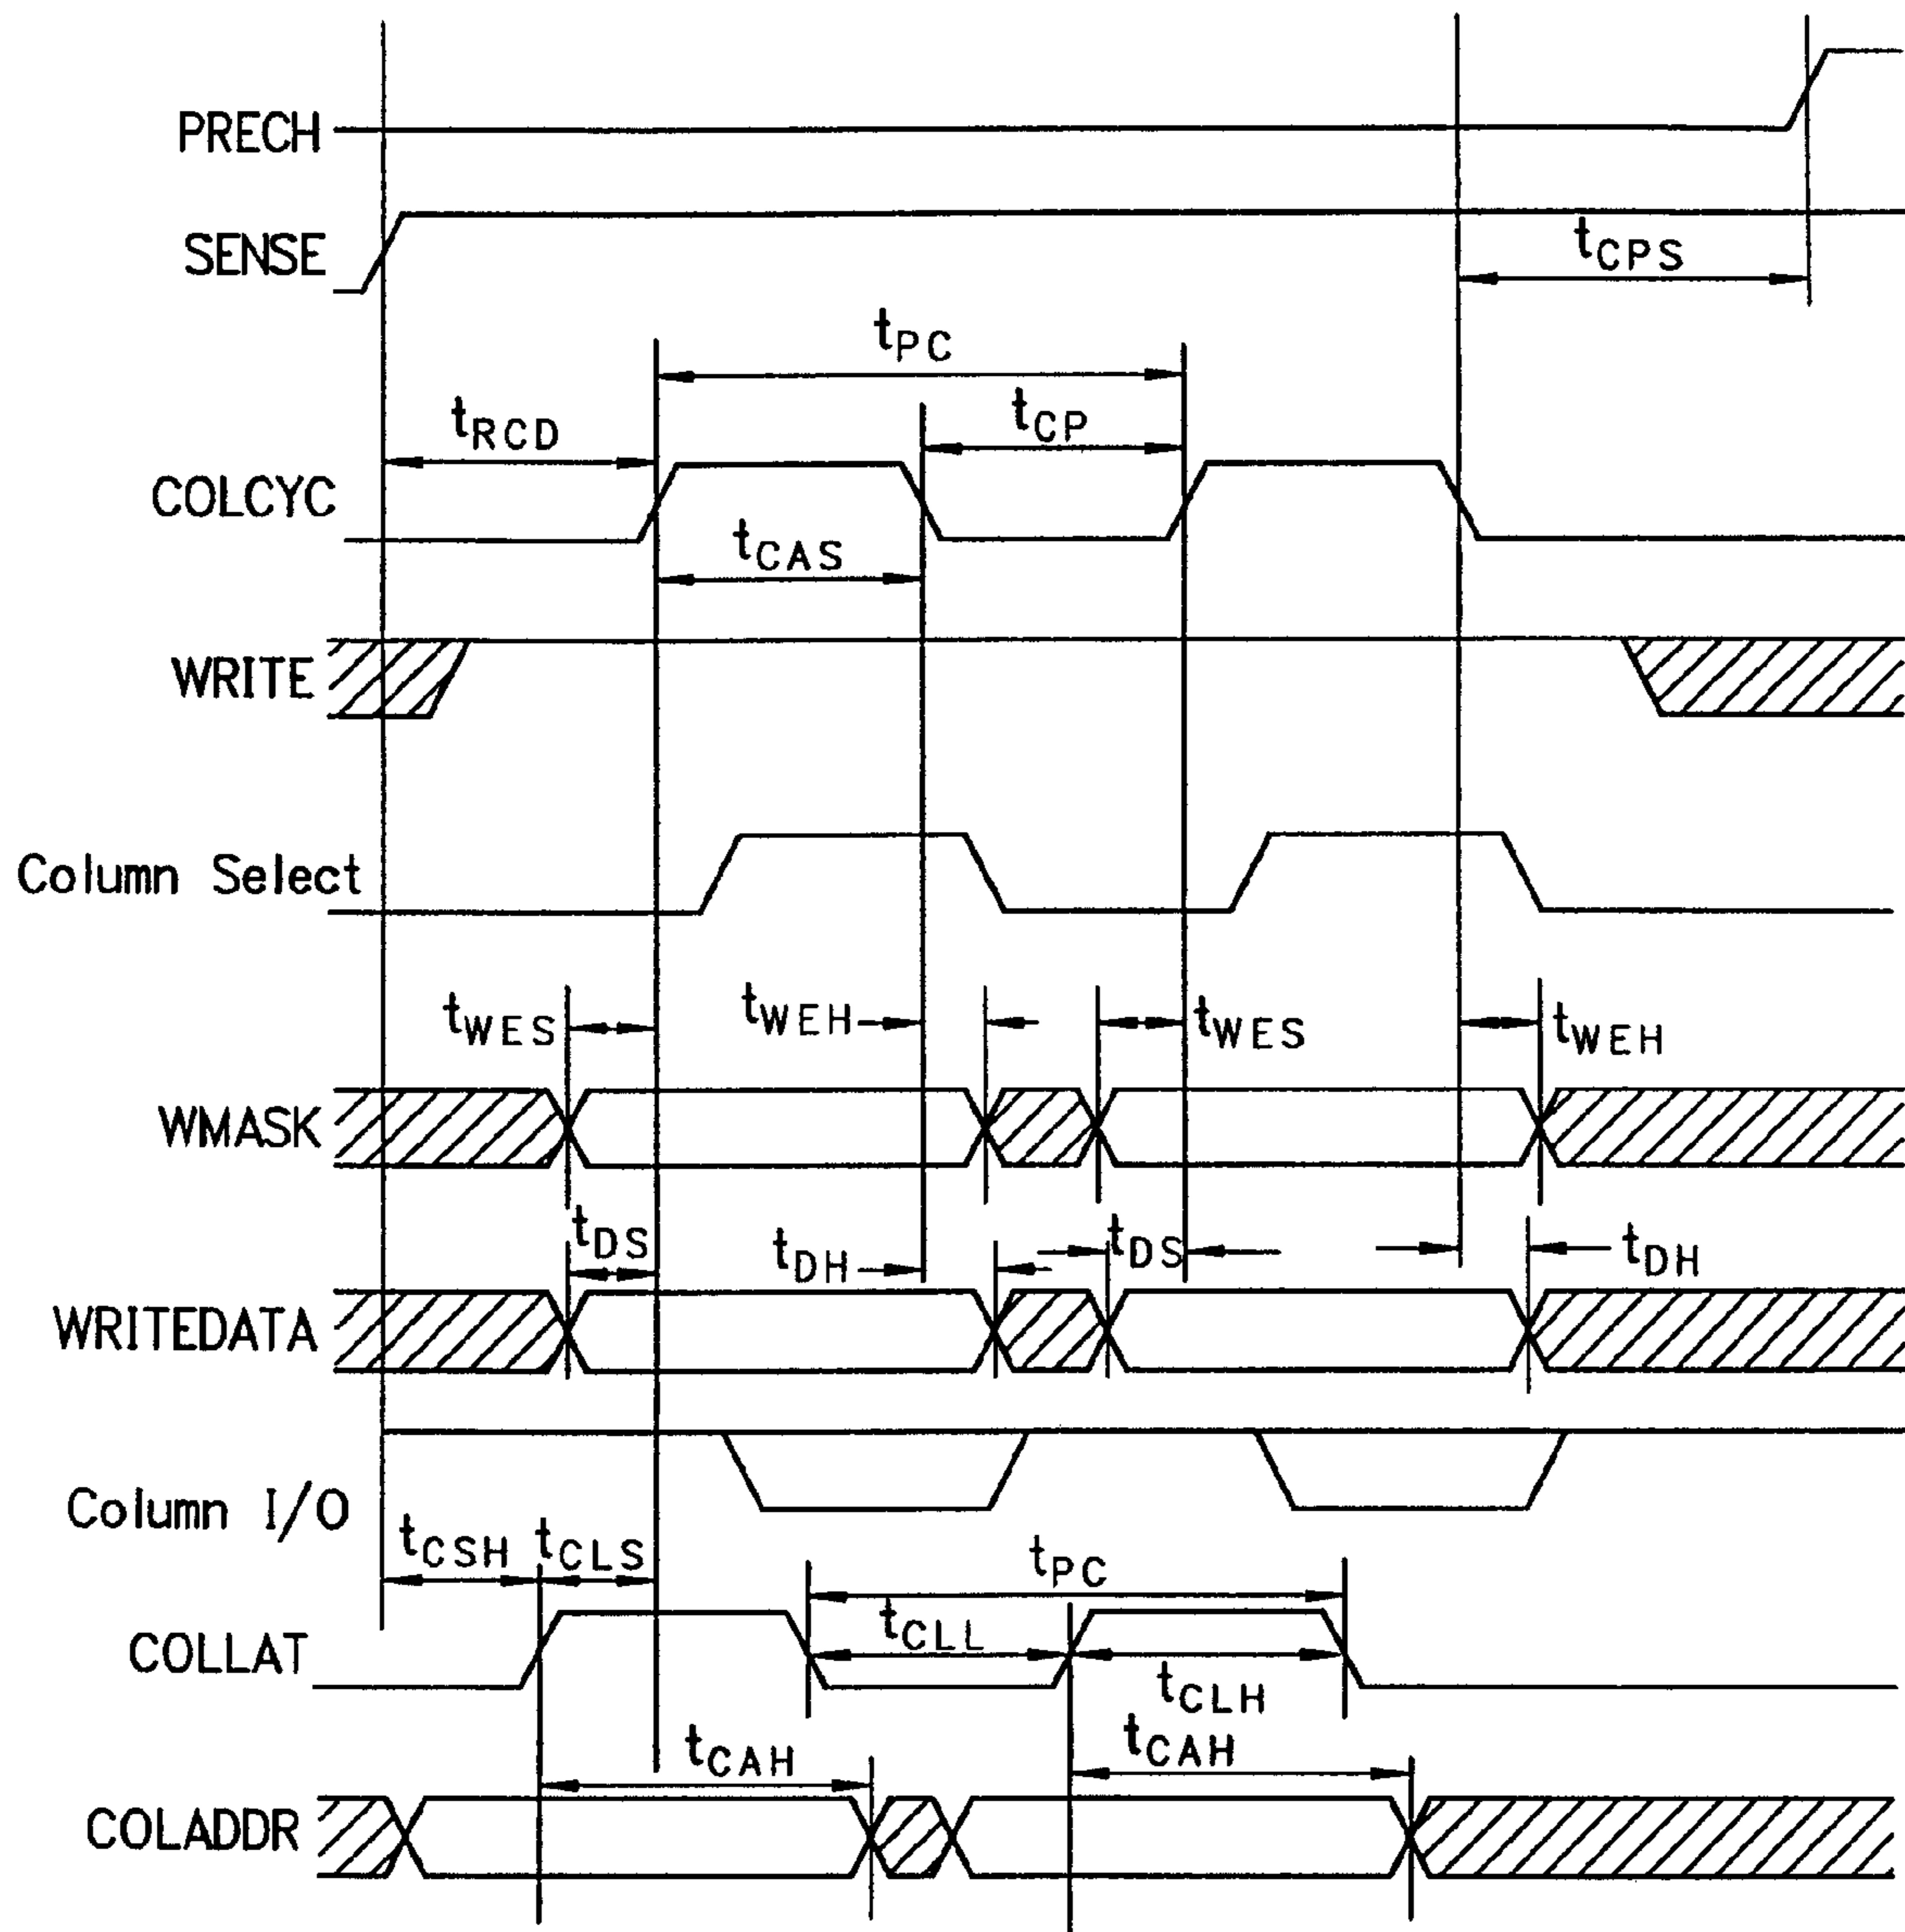 PRECH
SENSE
tCPS
tPC
tRCD
tCP
COLCYC
tCAS
WRITE
Column Select
tWES
tWEH
tWES
tWEH
WMASK
tDS
tDH
tDS
tDH
WRITEDATA
Column I/O
tCSH
tCLS
tPC
COLLAT
tCLL
tCLH
tCAH
tCAH
COLADDR